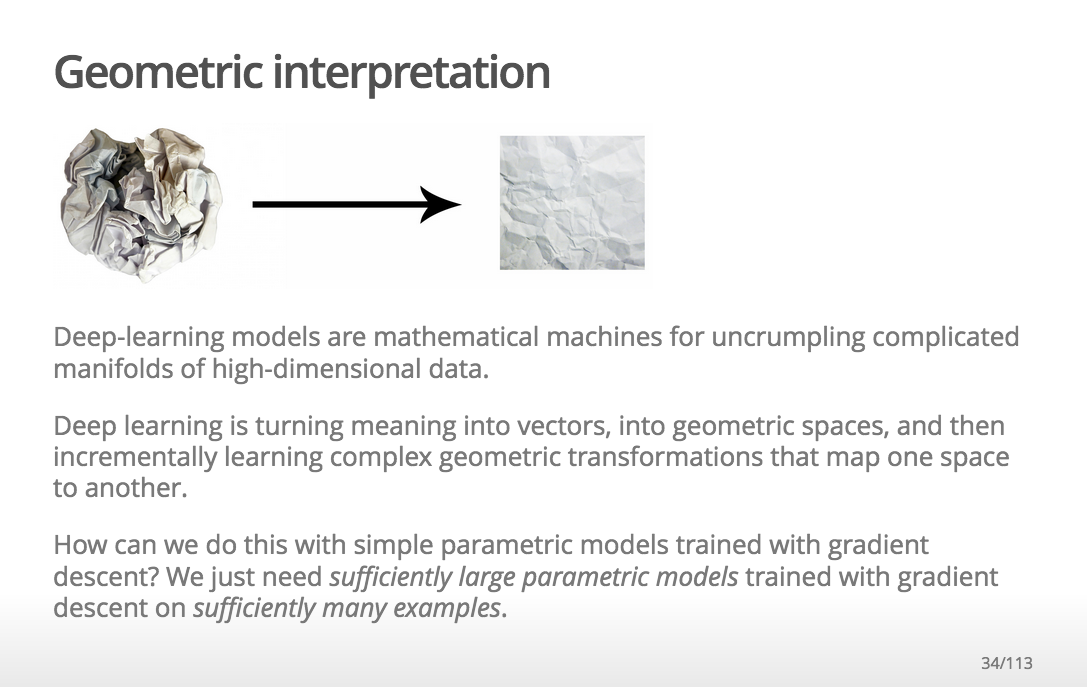 Geometric interpretation
Deep-learning models are mathematical machines for uncrumpling complicated
manifolds of high-dimensional data.
Deep learning is turning meaning into vectors, into geometric spaces, and then
incrementally learning complex geometric transformations that map one space
to another.
How can we do this with simple parametric models trained with gradient
descent? We just need sufficiently large parametric models trained with gradient
descent on sufficiently many examples.
34/113